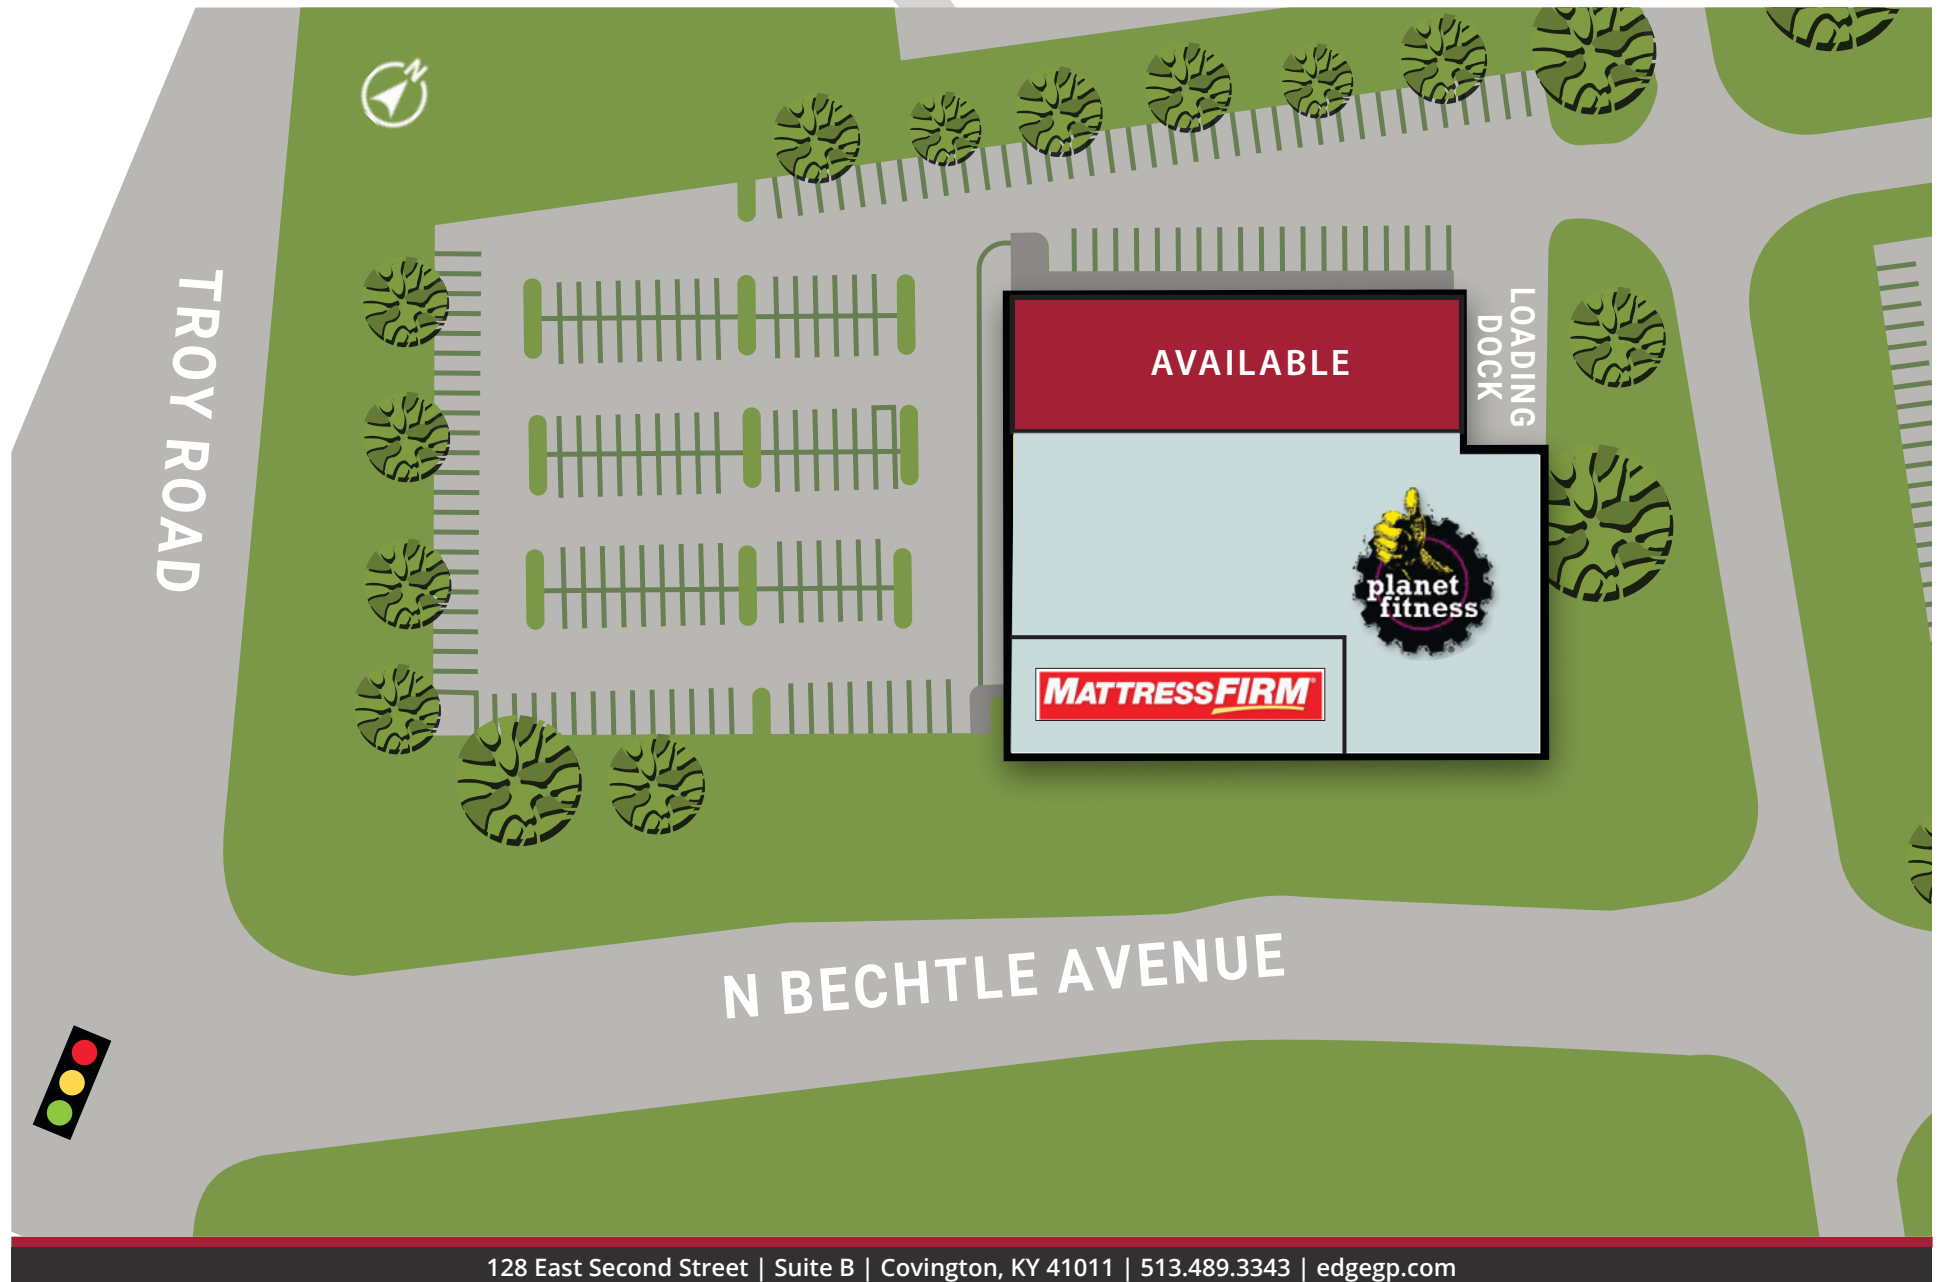 N
TROY ROAD
AVAILABLE
LOADING
DOCK
planet
fitness
MATTRESSFIRM
N BECHTLE AVENUE
128 East Second Street | Suite B | Covington, KY 41011 | 513.489.3343 | edgegp.com